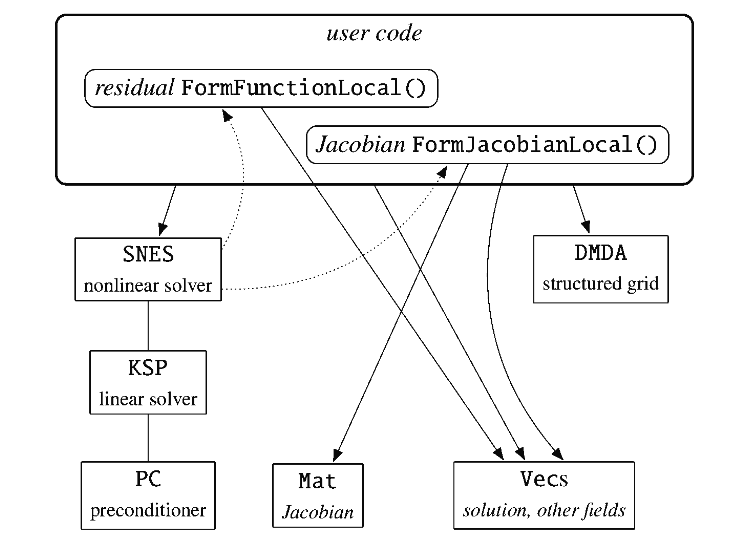 user code
residual FormFunctionLocal()
Jacobian FormJacobianLocal()
SNES
nonlinear solver
DMDA
structured grid
KSP
linear solver
PC
preconditioner
Mat
Jacobian
Vecs
solution, other fields